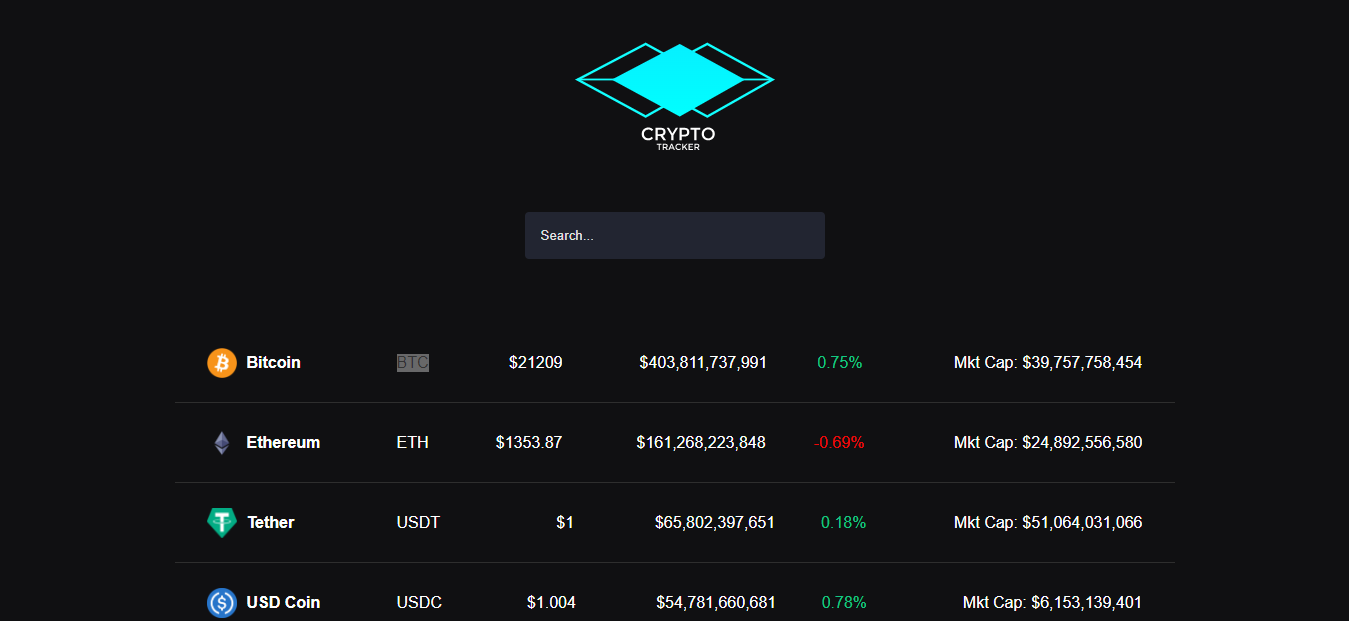 CRYPTO
TRACKER
Search...
Bitcoin BTC $21209 $403,811,737,991 0.75% Mkt Cap: $39,757,758,454
Ethereum ETH $1353.87 $161,268,223,848 -0.69% Mkt Cap: $24,892,556,580
Tether USDT $1 $65,802,397,651 0.18% Mkt Cap: $51,064,031,066
USD Coin USDC $1.004 $54,781,660,681 0.78% Mkt Cap: $6,153,139,401